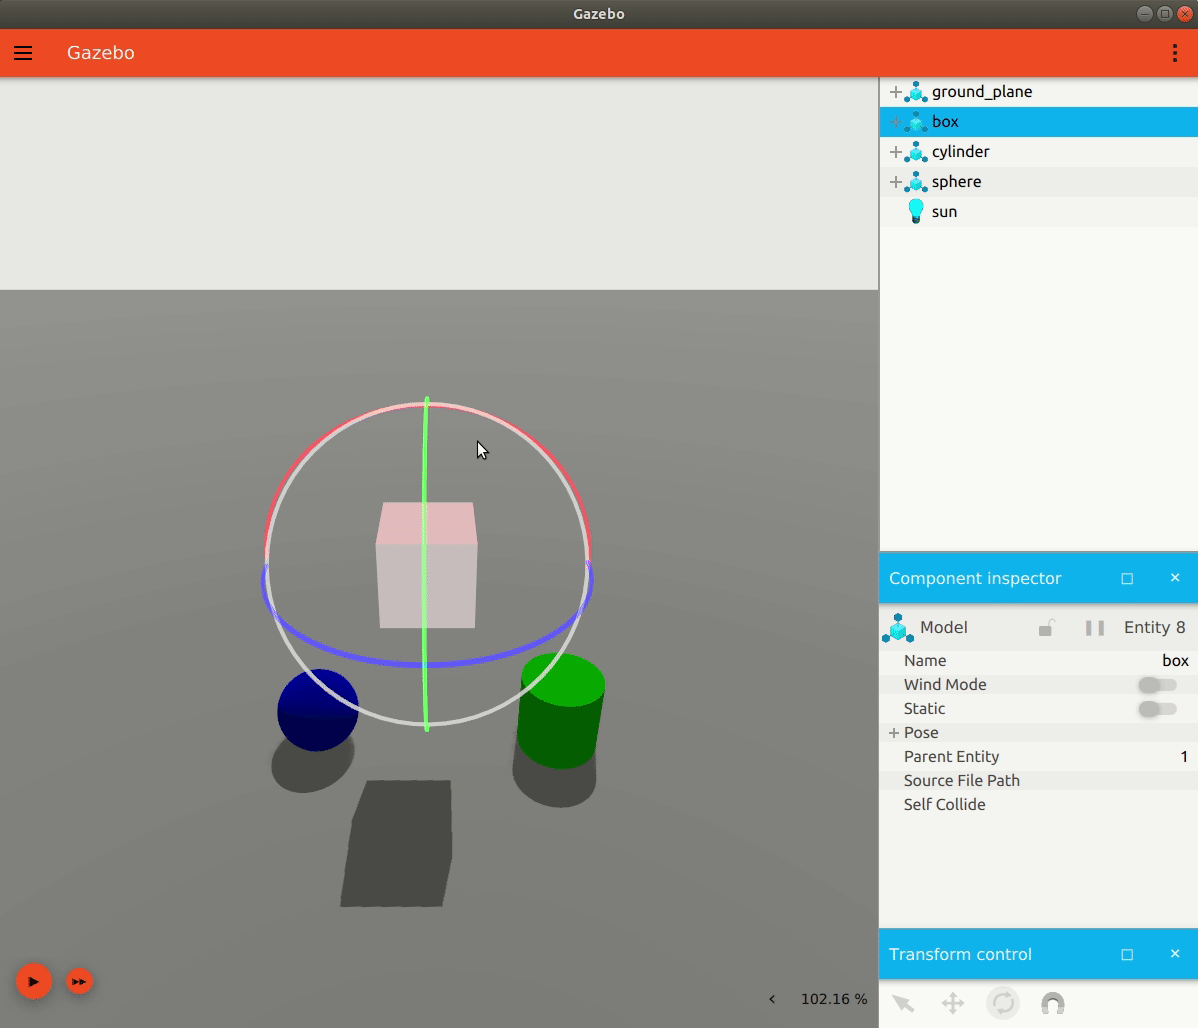 Gazebo
Gazebo
ground_plane
box
cylinder
sphere
sun
Component inspector
Model Entity 8
Name box
Wind Mode
Static
Pose
Parent Entity 1
Source File Path
Self Collide
Transform control
102.16 %